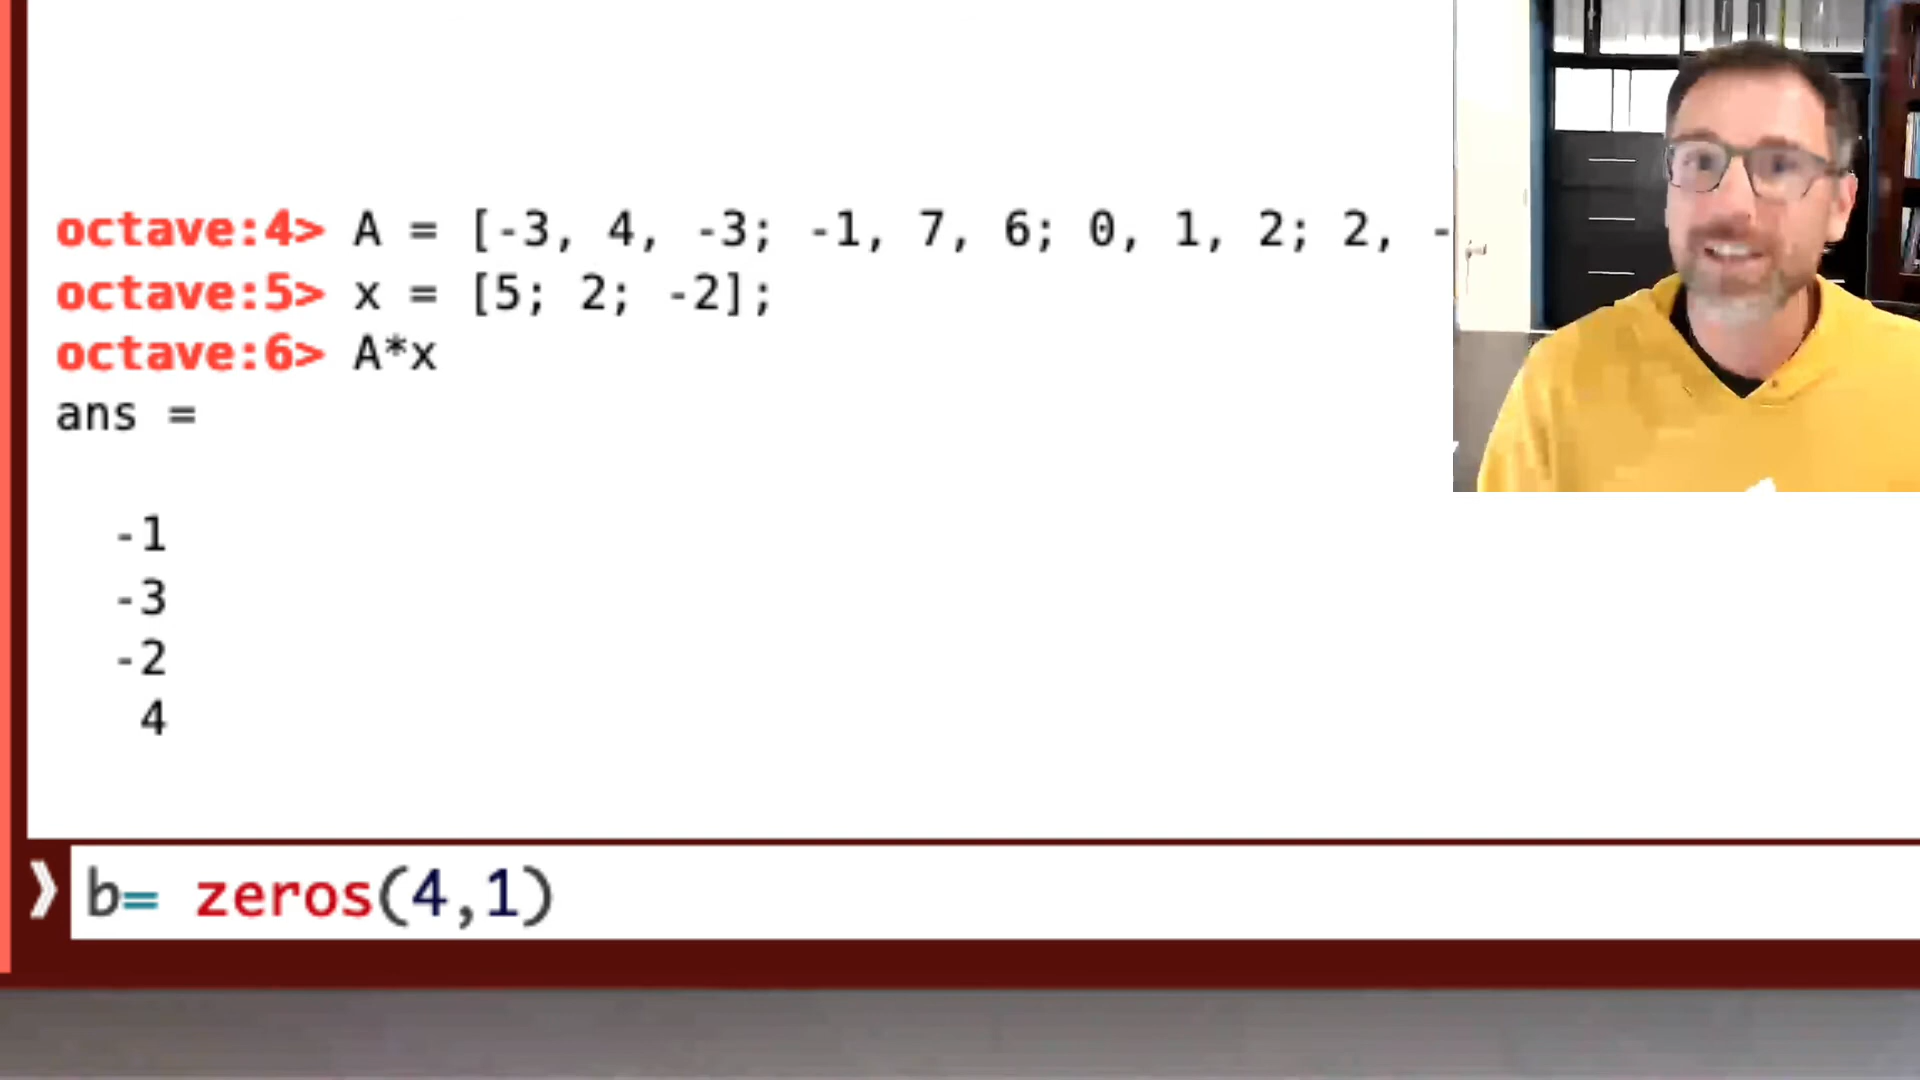 octave:4> A = [-3, 4, -3; -1, 7, 6; 0, 1, 2; 2, -
octave:5> x = [5; 2; -2];
octave:6> A*x
ans =
-1
-3
-2
4
b= zeros(4,1)